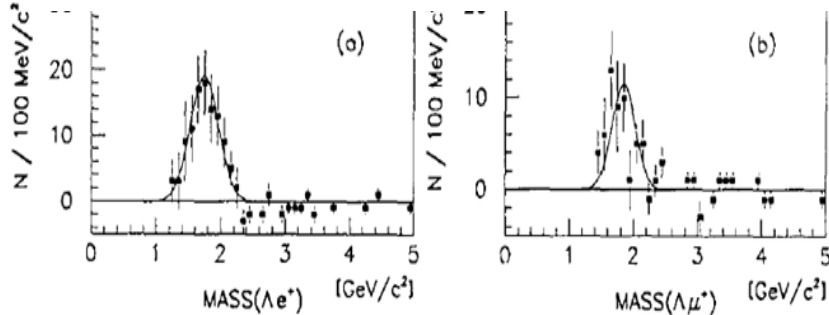 (a)
N / 100 MeV/c²
20
10
0
0 1 2 3 4 5
MASS(Λe⁺) [GeV/c²]
(b)
N / 100 MeV/c²
10
0
0 1 2 3 4 5
MASS(Λμ⁺) [GeV/c²]